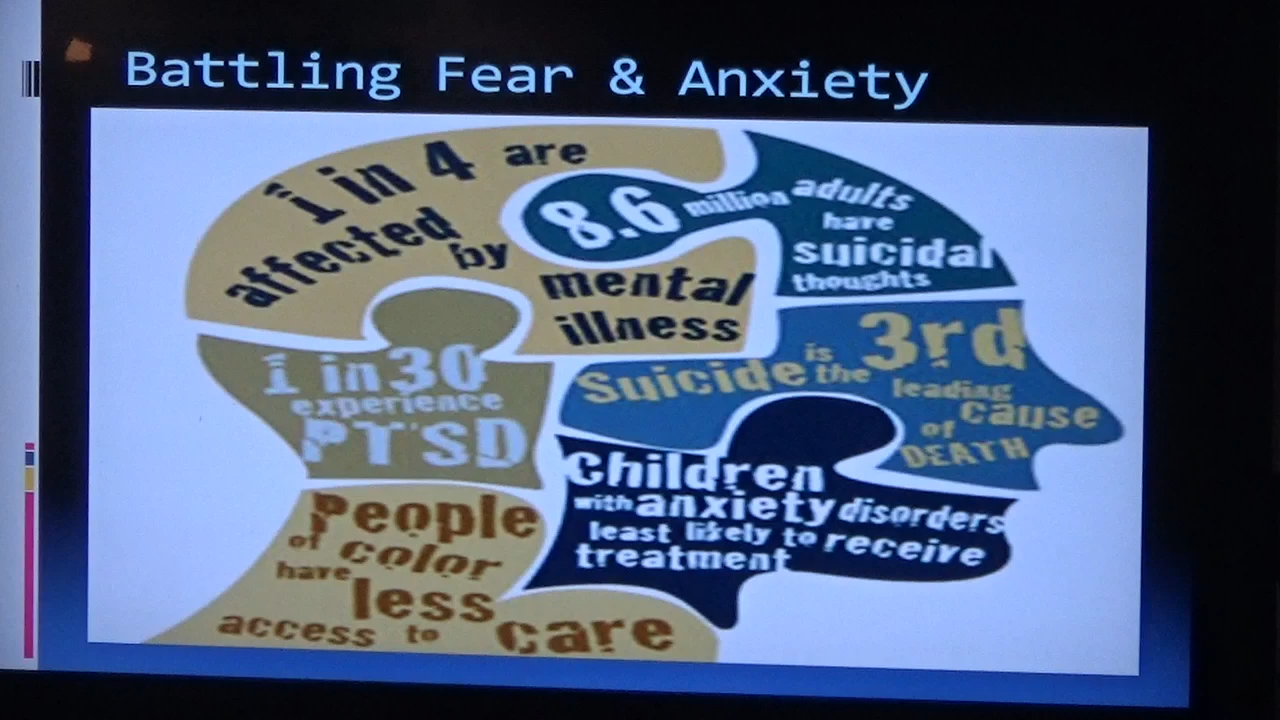 Battling Fear & Anxiety
1 in 4 are
affected by
mental
illness
8.6 million adults
have
suicidal
thoughts
1 in 30
experience
PTSD
Suicide is the 3rd
leading
cause
of
DEATH
Children
with anxiety disorders
least likely to receive
treatment
People
of color
have less
access to care